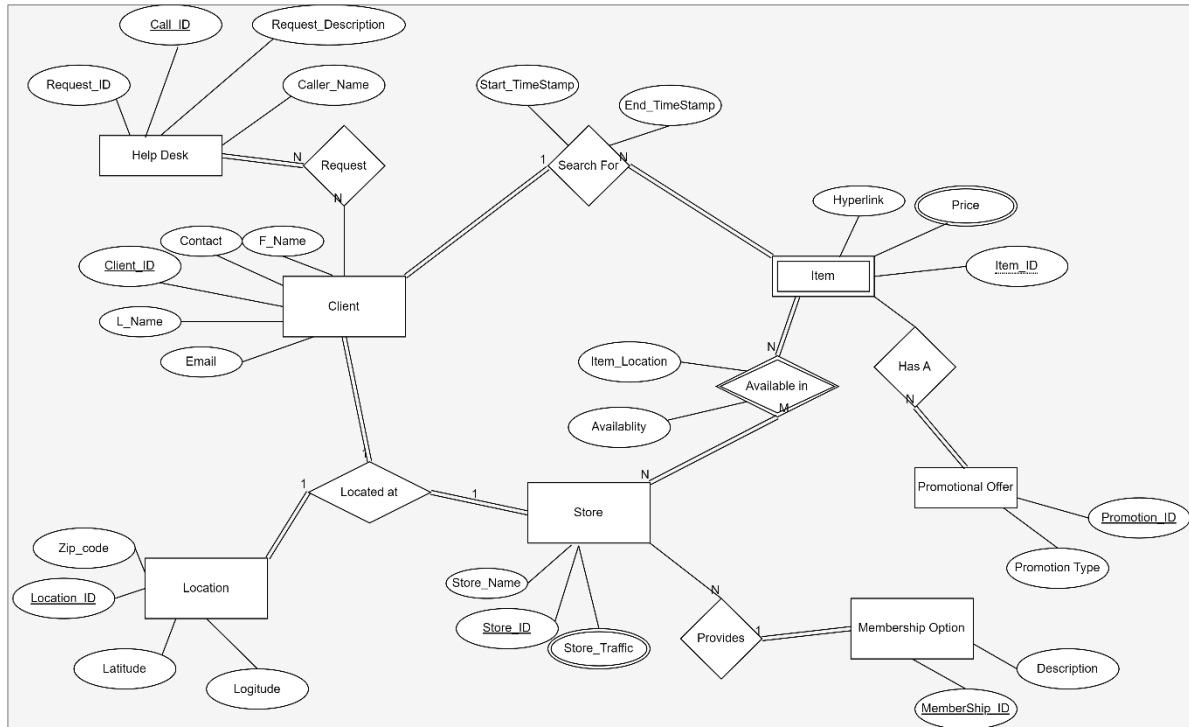 Call_ID
Request_Description
Request_ID
Caller_Name
Start_TimeStamp
End_TimeStamp
Help Desk
N
Request
N
1
Search For
N
Hyperlink
Price
Contact
F_Name
Client_ID
Item
Item_ID
Client
L_Name
Email
N
Item_Location
Available in
M
Has A
N
Availablity
1
N
Promotional Offer
1
Located at
1
Store
Promotion_ID
Zip_code
Location
Promotion Type
Location_ID
Store_Name
N
Store_ID
Store_Traffic
Provides
1
Membership Option
Latitude
Logitude
Description
MemberShip_ID